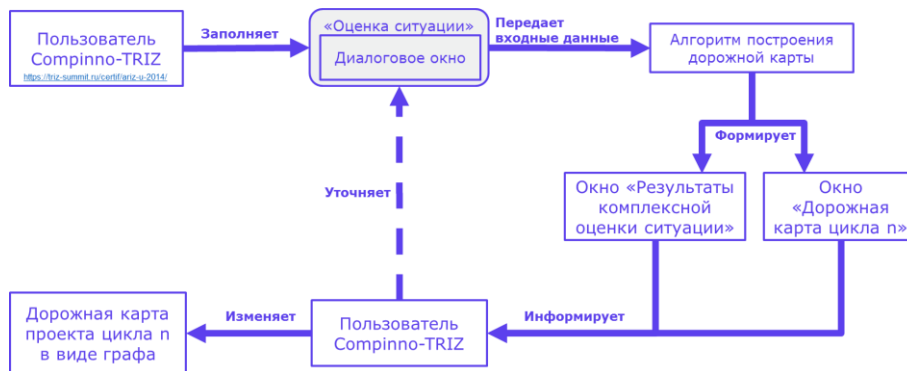 Пользователь
Compinno-TRIZ
https://triz-summit.ru/certif/ariz-u-2014/
Заполняет
«Оценка ситуации»
Диалоговое окно
Передает
входные данные
Алгоритм построения
дорожной карты
Формирует
Окно «Результаты
комплексной
оценки ситуации»
Окно
«Дорожная
карта цикла n»
Уточняет
Дорожная карта
проекта цикла n
в виде графа
Изменяет
Пользователь
Compinno-TRIZ
Информирует